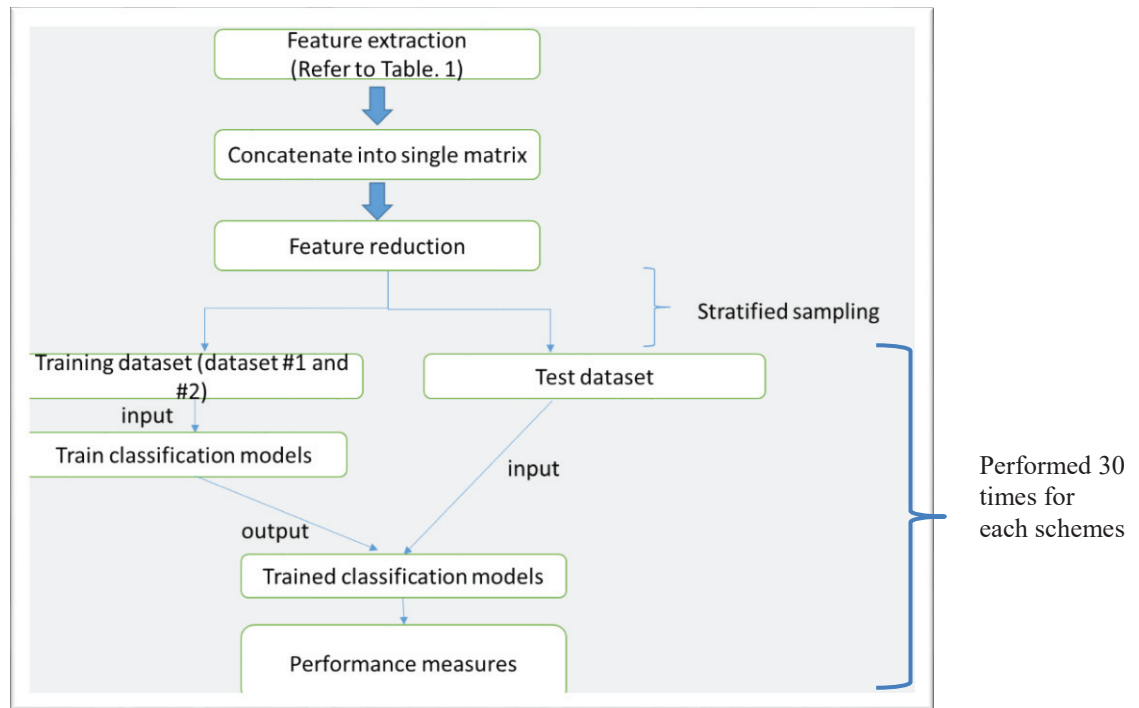 Feature extraction
(Refer to Table. 1)
Concatenate into single matrix
Feature reduction
Stratified sampling
Training dataset (dataset #1 and
#2)
Test dataset
input
Train classification models
input
output
Trained classification models
Performance measures
Performed 30
times for
each schemes